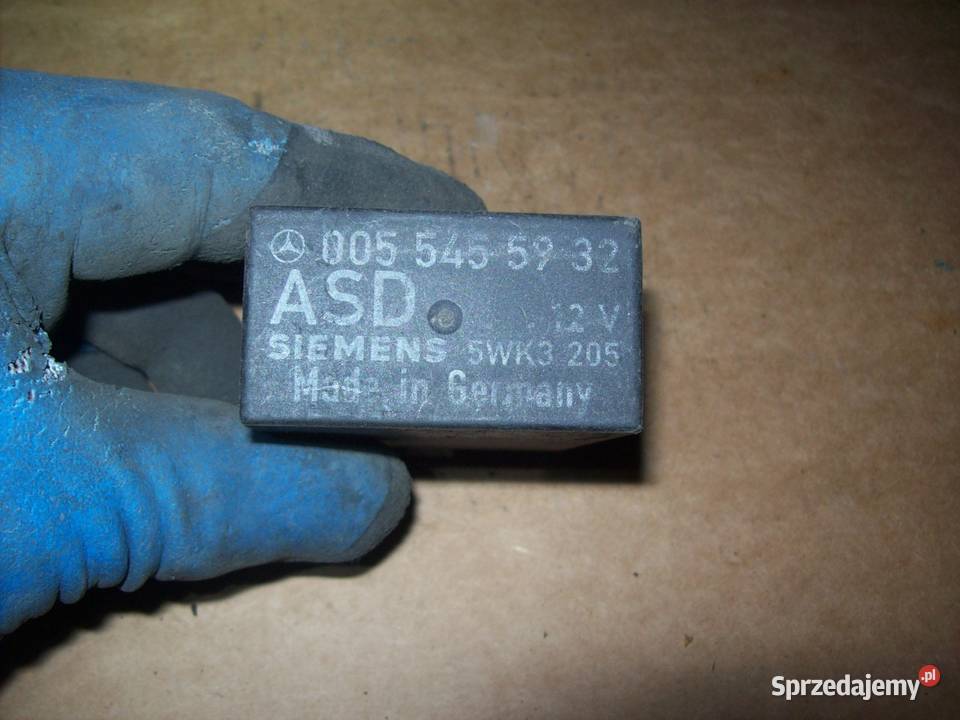 005 545 59 32
ASD 12 V
SIEMENS 5WK3 205
Made in Germany
Sprzedajemy.pl